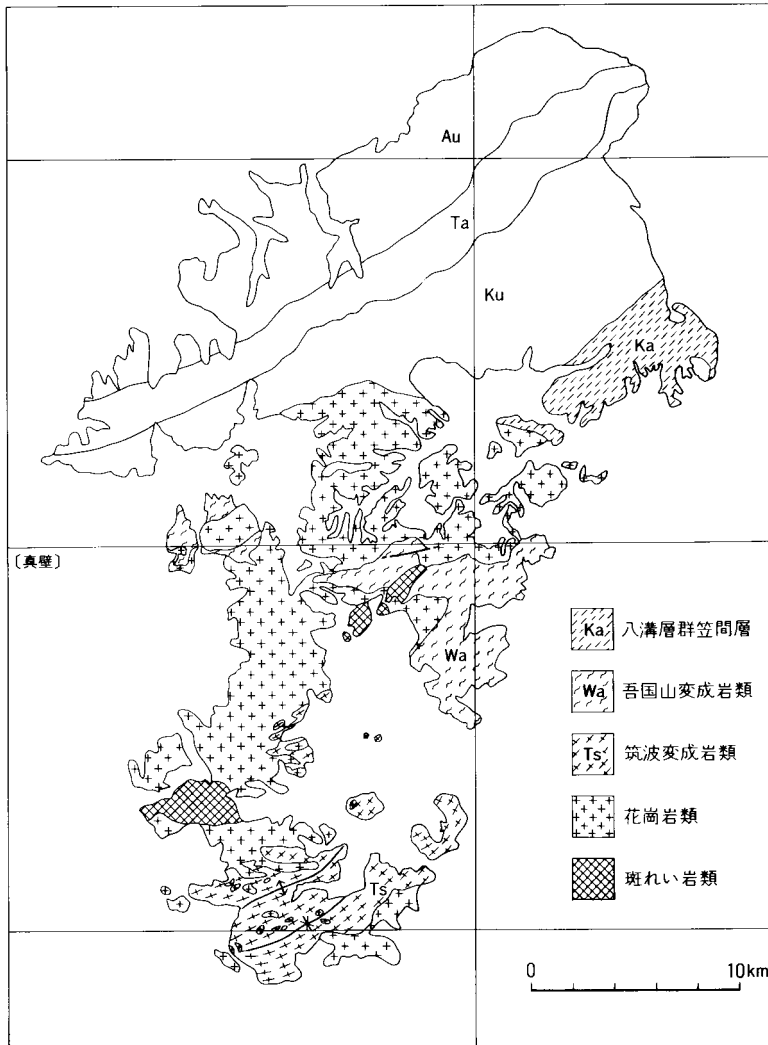 Au
Ta
Ku
Ka
〔真壁〕
Wa
Ts
Ka 八溝層群笠間層
Wa 吾国山変成岩類
Ts 筑波変成岩類
花崗岩類
斑れい岩類
0 10km